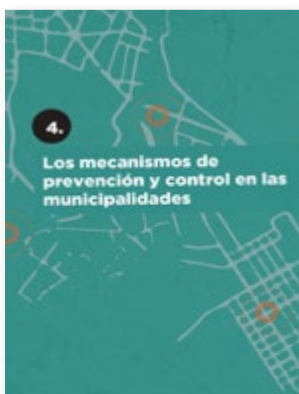 4.
Los mecanismos de
prevención y control en las
municipalidades